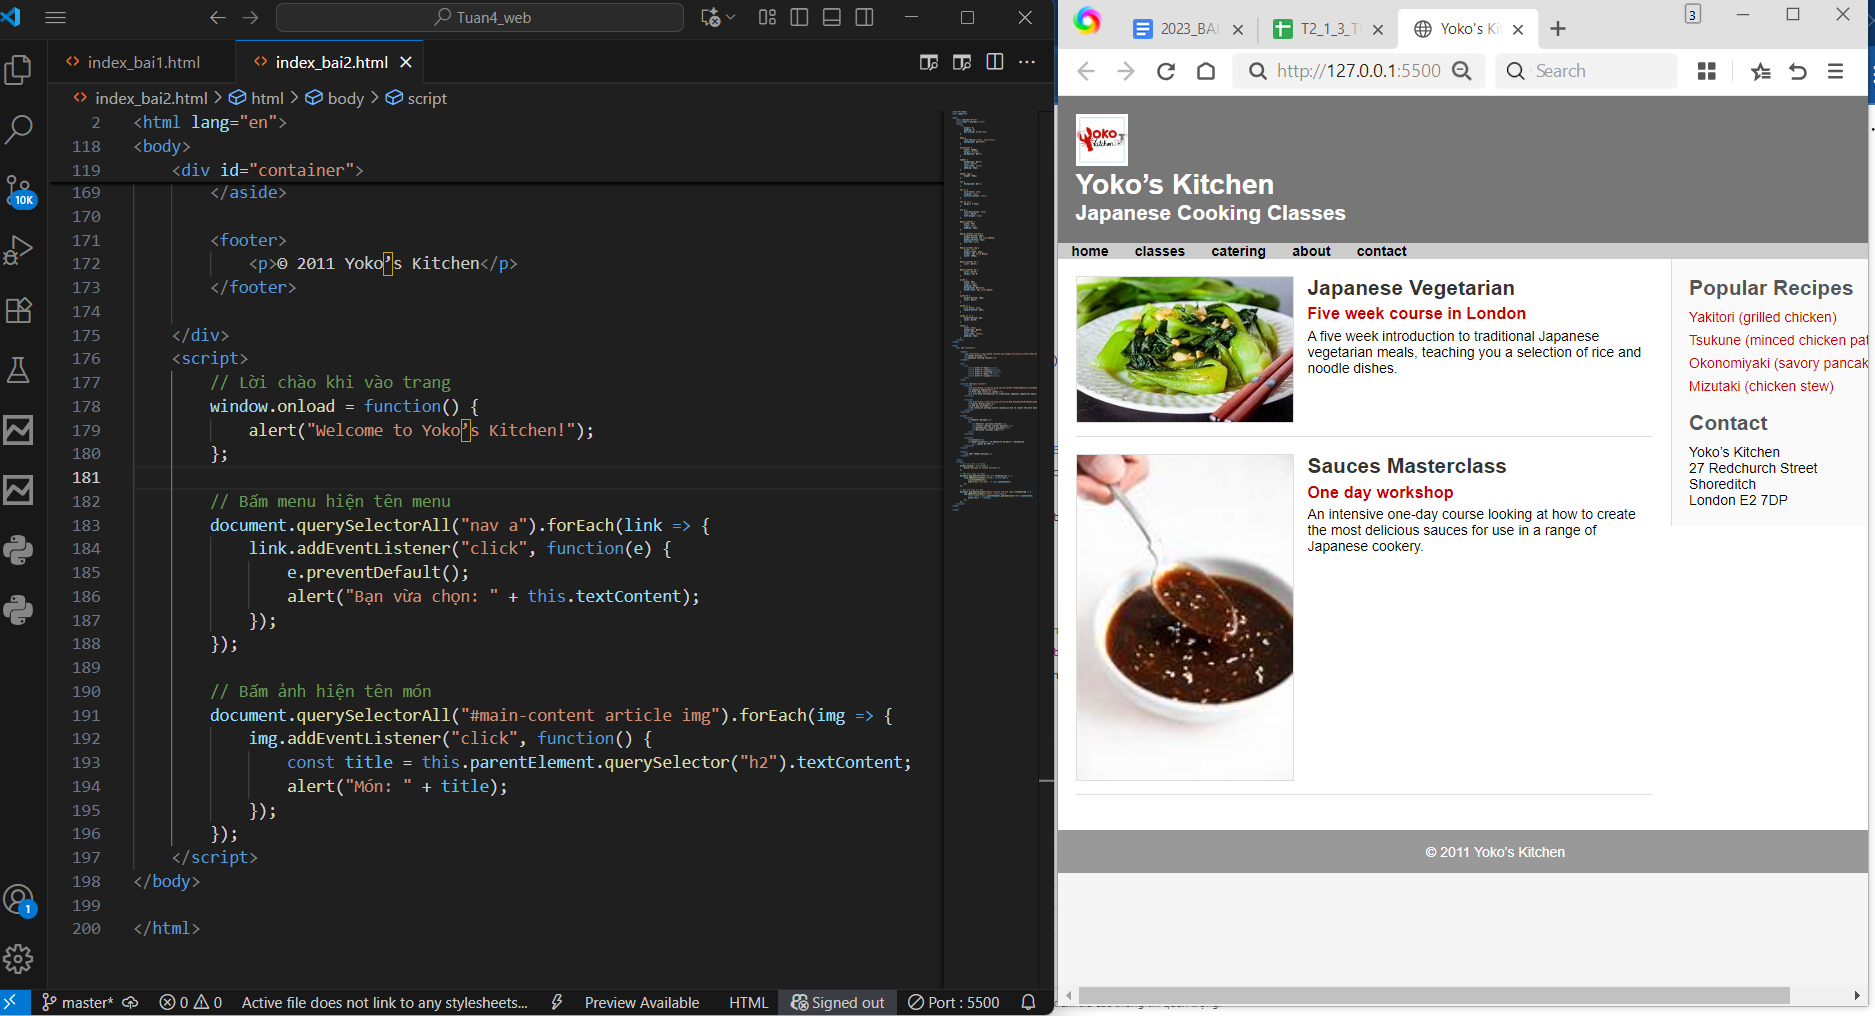 Tuan4_web
index_bai1.html
index_bai2.html
index_bai2.html > html > body > script
2 <html lang="en">
118 <body>
119 <div id="container">
169 </aside>
170
171 <footer>
172 <p>© 2011 Yoko’s Kitchen</p>
173 </footer>
174
175 </div>
176 <script>
177 // Lời chào khi vào trang
178 window.onload = function() {
179 alert("Welcome to Yoko’s Kitchen!");
180 };
181
182 // Bấm menu hiện tên menu
183 document.querySelectorAll("nav a").forEach(link => {
184 link.addEventListener("click", function(e) {
185 e.preventDefault();
186 alert("Bạn vừa chọn: " + this.textContent);
187 });
188 });
189
190 // Bấm ảnh hiện tên món
191 document.querySelectorAll("#main-content article img").forEach(img => {
192 img.addEventListener("click", function() {
193 const title = this.parentElement.querySelector("h2").textContent;
194 alert("Món: " + title);
195 });
196 });
197 </script>
198 </body>
199
200 </html>
10K
1
master*
0 0
Active file does not link to any stylesheets...
Preview Available
HTML
Signed out
Port : 5500
2023_BAI
T2_1_3_T
Yoko's Ki
3
http://127.0.0.1:5500
Search
Yoko Kitchen
Yoko’s Kitchen
Japanese Cooking Classes
home classes catering about contact
Japanese Vegetarian
Five week course in London
A five week introduction to traditional Japanese
vegetarian meals, teaching you a selection of rice and
noodle dishes.
Sauces Masterclass
One day workshop
An intensive one-day course looking at how to create
the most delicious sauces for use in a range of
Japanese cookery.
Popular Recipes
Yakitori (grilled chicken)
Tsukune (minced chicken pat
Okonomiyaki (savory pancak
Mizutaki (chicken stew)
Contact
Yoko’s Kitchen
27 Redchurch Street
Shoreditch
London E2 7DP
© 2011 Yoko’s Kitchen